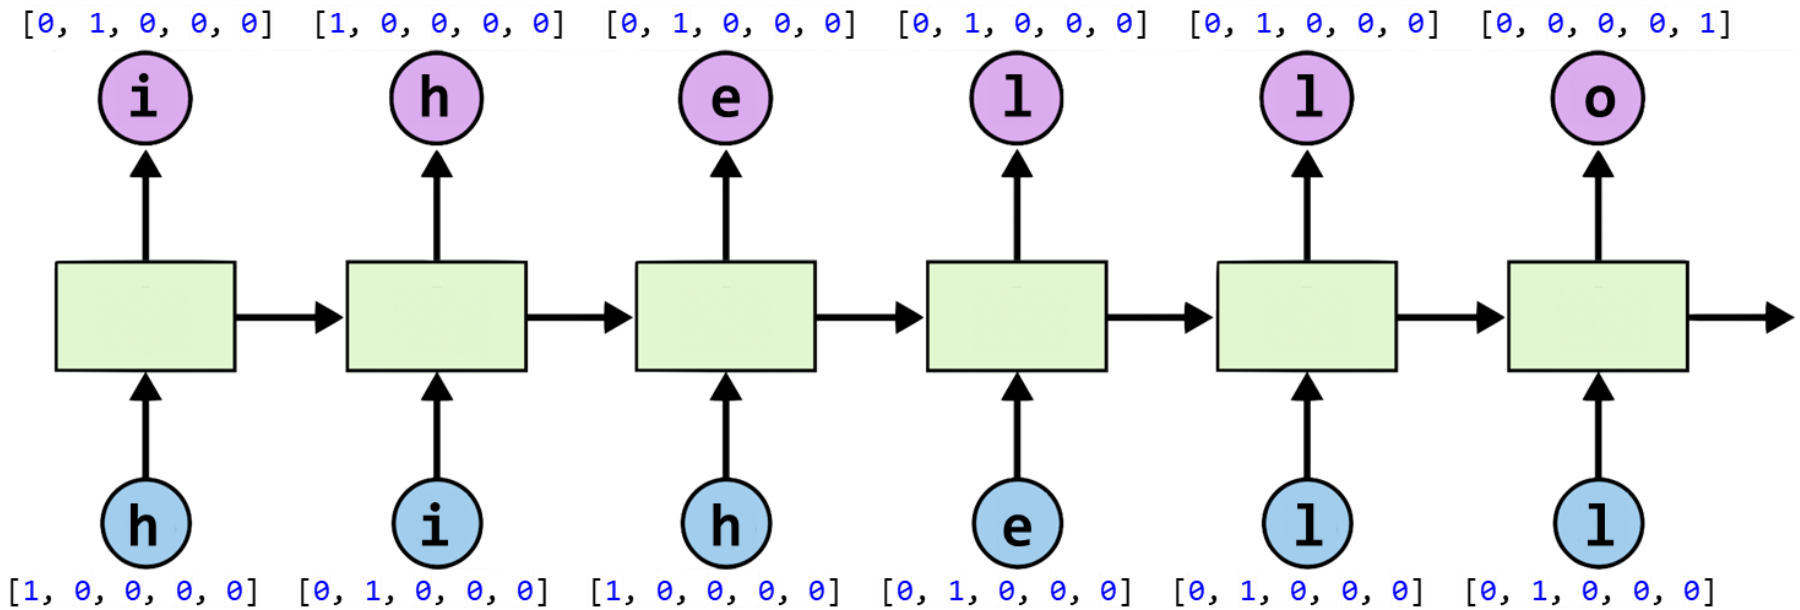 [0, 1, 0, 0, 0] [1, 0, 0, 0, 0] [0, 1, 0, 0, 0] [0, 1, 0, 0, 0] [0, 1, 0, 0, 0] [0, 0, 0, 0, 1]
i h e l l o
h i h e l l
[1, 0, 0, 0, 0] [0, 1, 0, 0, 0] [1, 0, 0, 0, 0] [0, 1, 0, 0, 0] [0, 1, 0, 0, 0] [0, 1, 0, 0, 0]